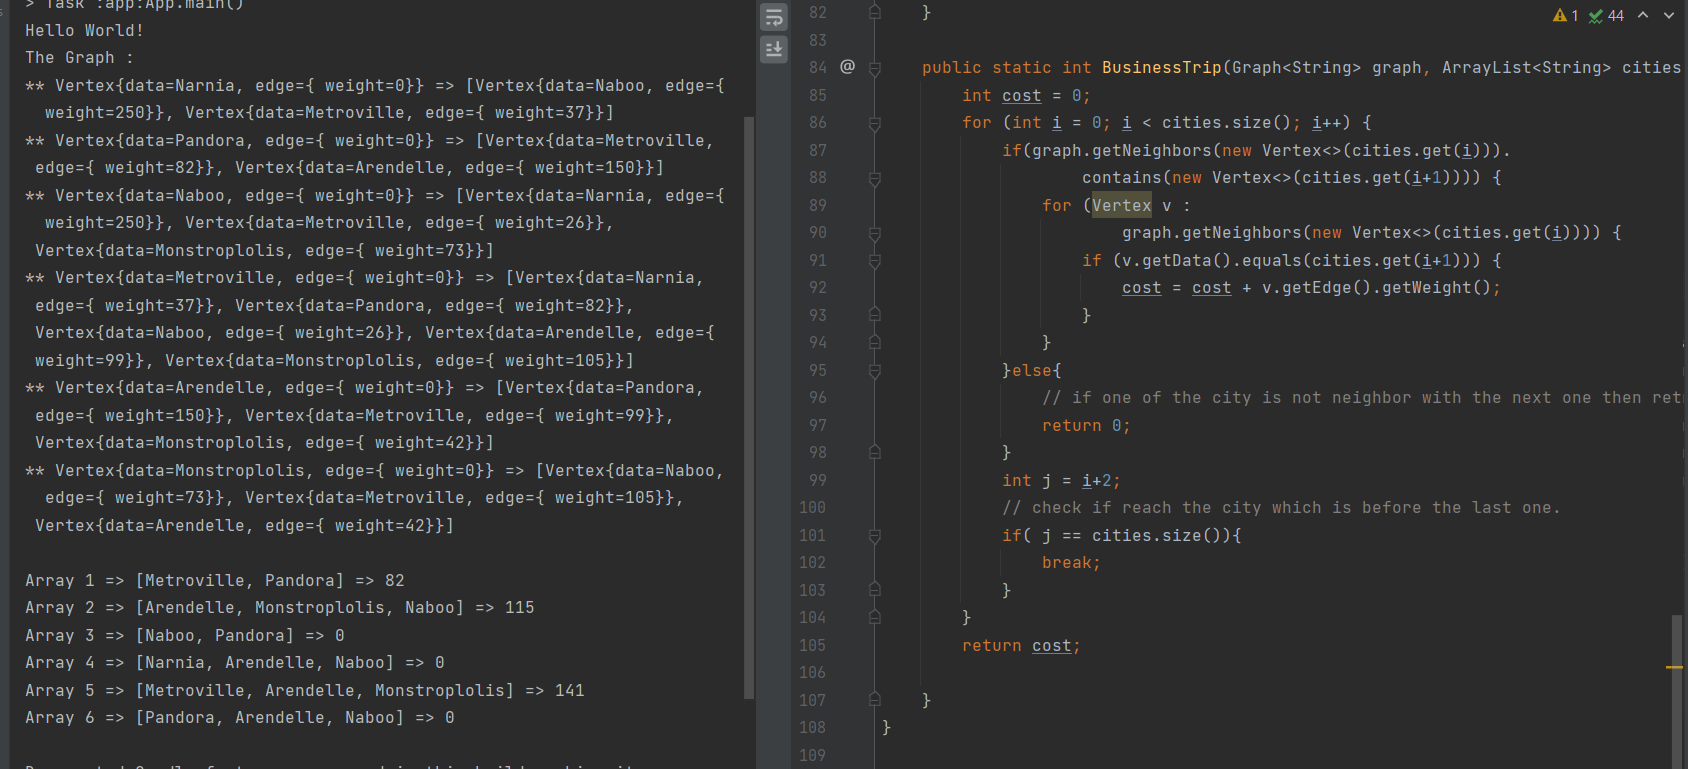 > Task :app:App.main()
Hello World!
The Graph :
** Vertex{data=Narnia, edge={ weight=0}} => [Vertex{data=Naboo, edge={
weight=250}}, Vertex{data=Metroville, edge={ weight=37}}]
** Vertex{data=Pandora, edge={ weight=0}} => [Vertex{data=Metroville,
edge={ weight=82}}, Vertex{data=Arendelle, edge={ weight=150}}]
** Vertex{data=Naboo, edge={ weight=0}} => [Vertex{data=Narnia, edge={
weight=250}}, Vertex{data=Metroville, edge={ weight=26}},
Vertex{data=Monstroplolis, edge={ weight=73}}]
** Vertex{data=Metroville, edge={ weight=0}} => [Vertex{data=Narnia,
edge={ weight=37}}, Vertex{data=Pandora, edge={ weight=82}},
Vertex{data=Naboo, edge={ weight=26}}, Vertex{data=Arendelle, edge={
weight=99}}, Vertex{data=Monstroplolis, edge={ weight=105}}]
** Vertex{data=Arendelle, edge={ weight=0}} => [Vertex{data=Pandora,
edge={ weight=150}}, Vertex{data=Metroville, edge={ weight=99}},
Vertex{data=Monstroplolis, edge={ weight=42}}]
** Vertex{data=Monstroplolis, edge={ weight=0}} => [Vertex{data=Naboo,
edge={ weight=73}}, Vertex{data=Metroville, edge={ weight=105}},
Vertex{data=Arendelle, edge={ weight=42}}]
Array 1 => [Metroville, Pandora] => 82
Array 2 => [Arendelle, Monstroplolis, Naboo] => 115
Array 3 => [Naboo, Pandora] => 0
Array 4 => [Narnia, Arendelle, Naboo] => 0
Array 5 => [Metroville, Arendelle, Monstroplolis] => 141
Array 6 => [Pandora, Arendelle, Naboo] => 0
1 44
82 }
83
84 @ public static int BusinessTrip(Graph<String> graph, ArrayList<String> cities
85 int cost = 0;
86 for (int i = 0; i < cities.size(); i++) {
87 if(graph.getNeighbors(new Vertex<>(cities.get(i))).
88 contains(new Vertex<>(cities.get(i+1)))) {
89 for (Vertex v :
90 graph.getNeighbors(new Vertex<>(cities.get(i)))) {
91 if (v.getData().equals(cities.get(i+1))) {
92 cost = cost + v.getEdge().getWeight();
93 }
94 }
95 }else{
96 // if one of the city is not neighbor with the next one then ret
97 return 0;
98 }
99 int j = i+2;
100 // check if reach the city which is before the last one.
101 if( j == cities.size()){
102 break;
103 }
104 }
105 return cost;
106
107 }
108 }
109